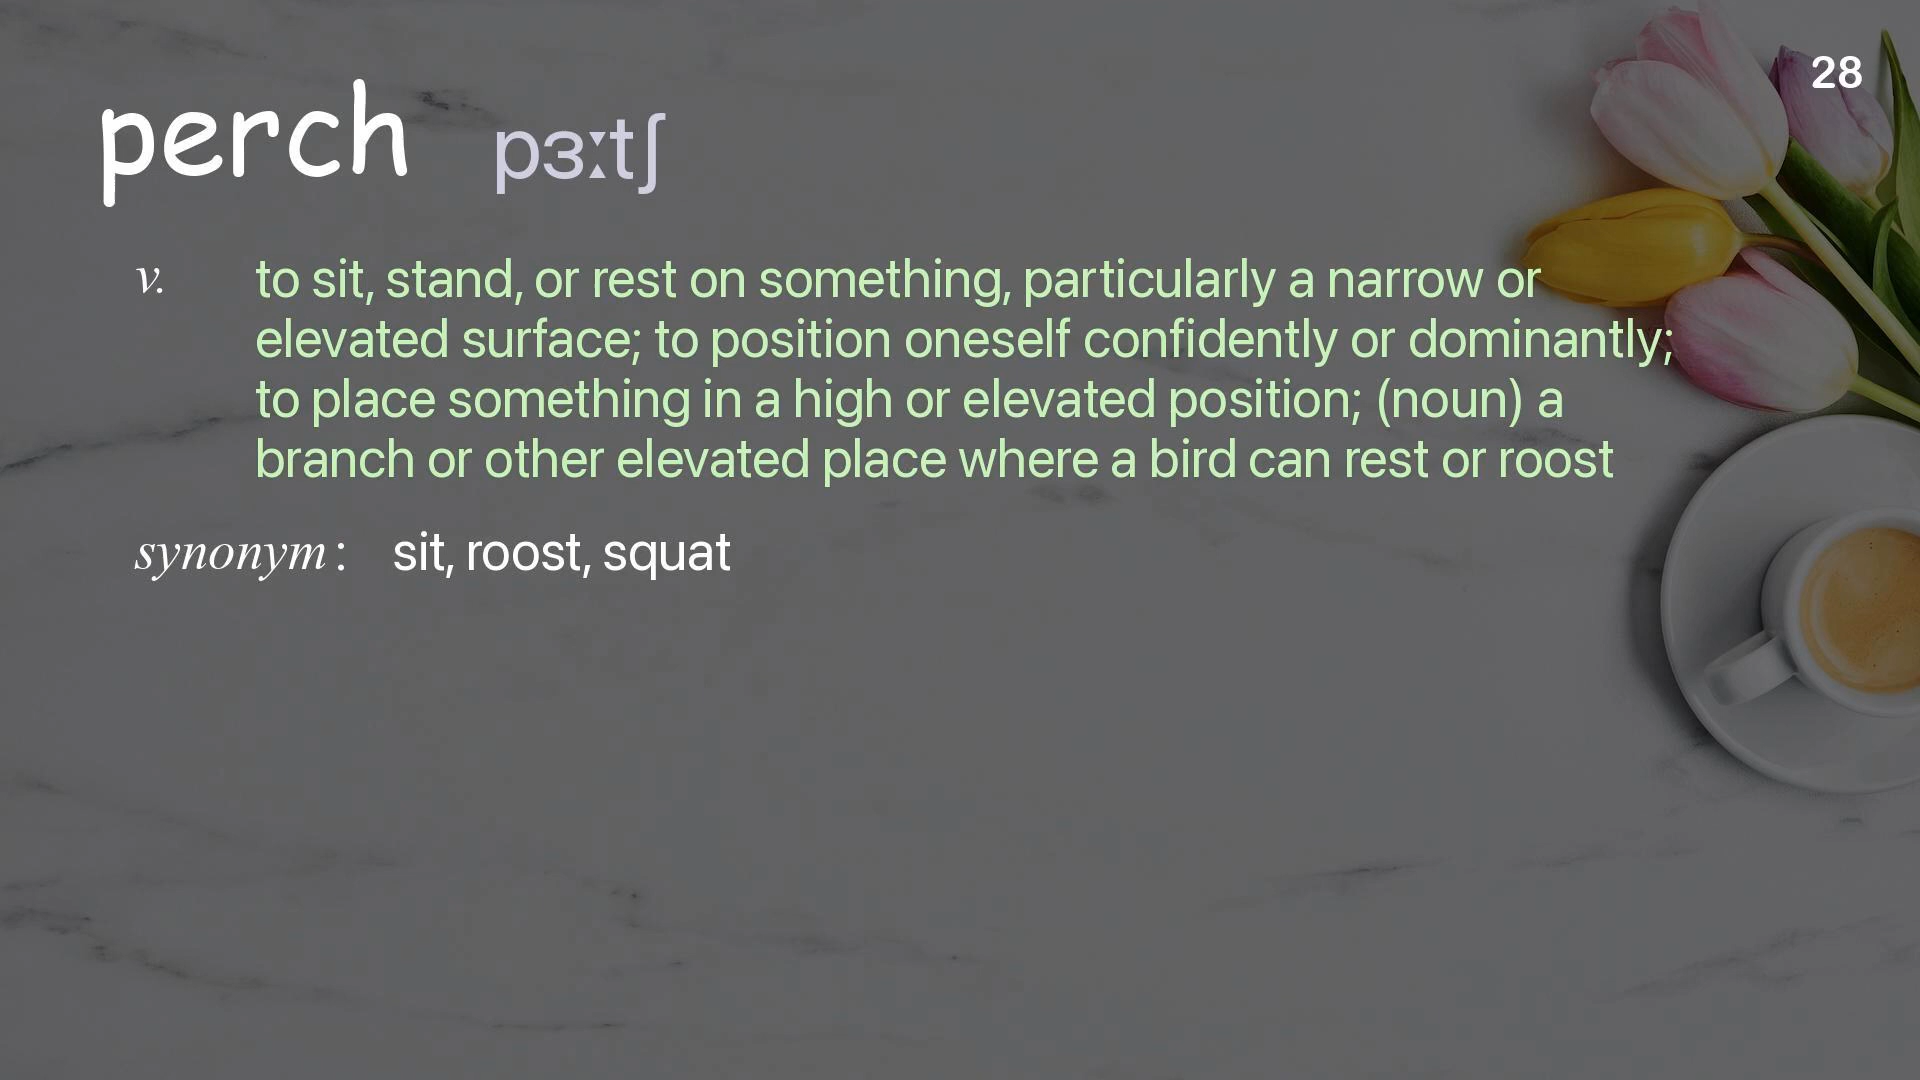 28
perch pɜːtʃ
v. to sit, stand, or rest on something, particularly a narrow or
elevated surface; to position oneself confidently or dominantly;
to place something in a high or elevated position; (noun) a
branch or other elevated place where a bird can rest or roost
synonym : sit, roost, squat